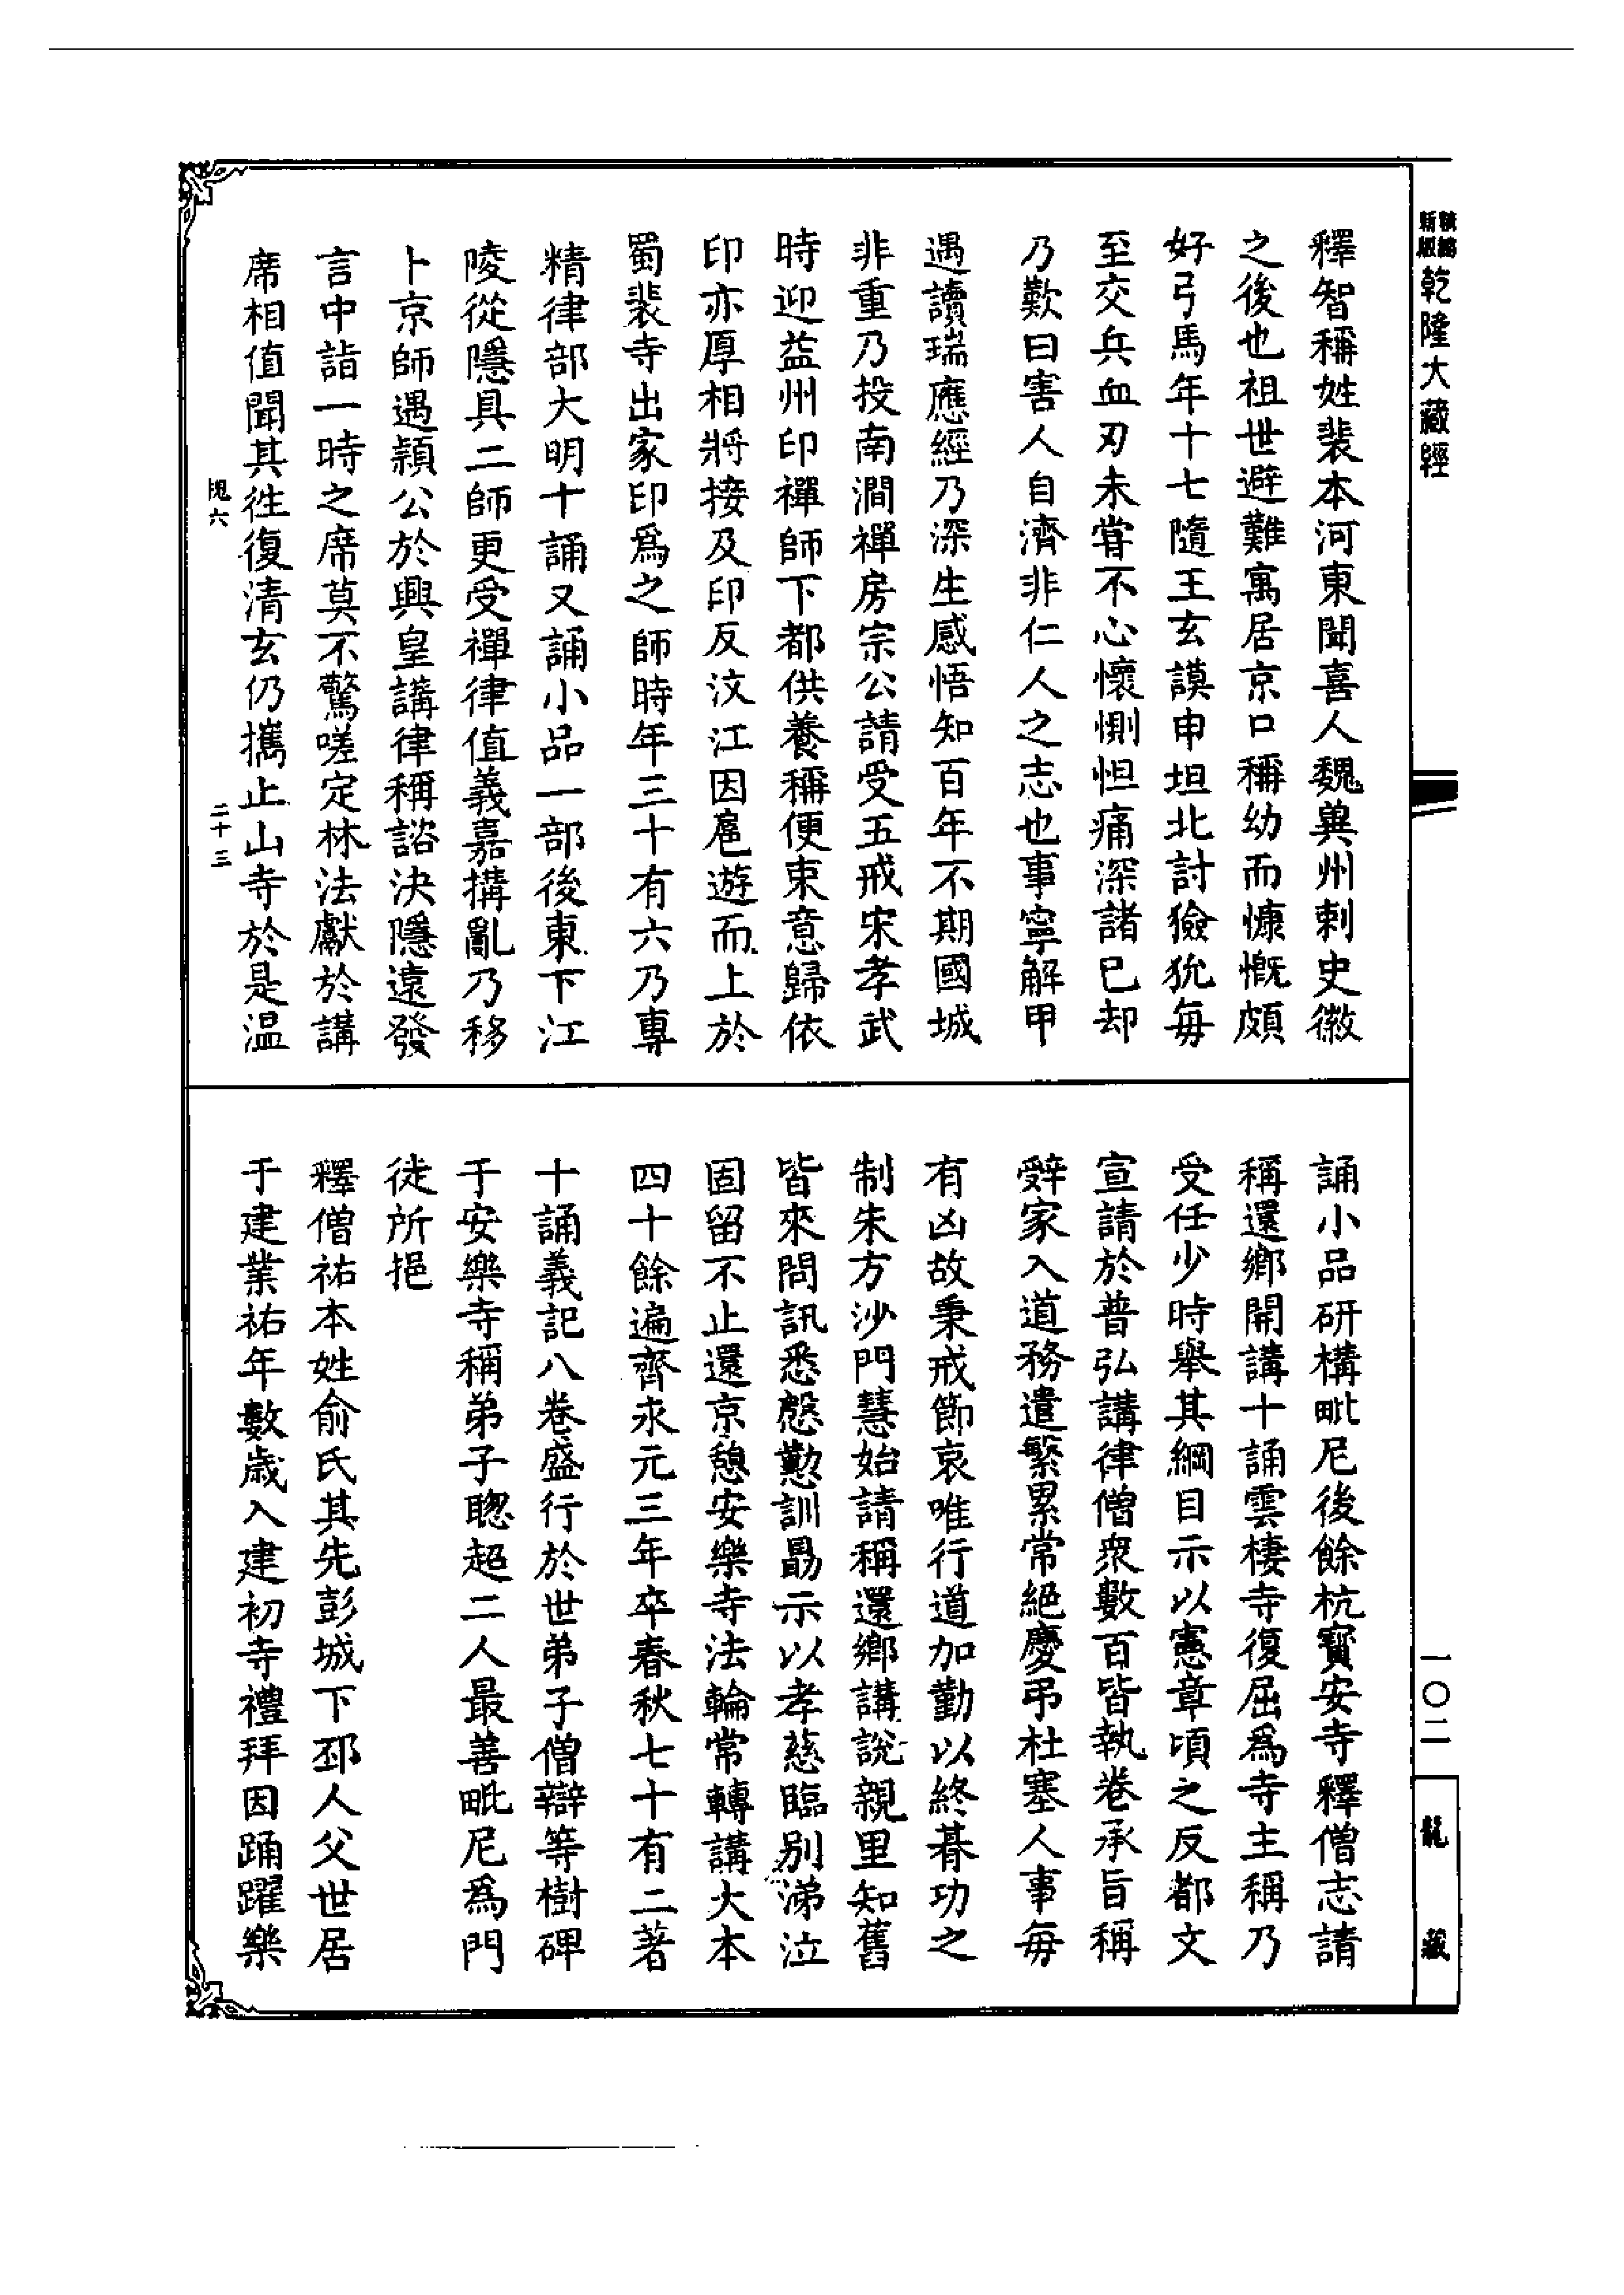 新編縮版乾隆大藏經
釋智稱姓裴本河東聞喜人魏冀州刺史徽
之後也祖世避難寓居京口稱幼而慷慨頗
好弓馬年十七隨王玄謨申坦北討獫狁每
至交兵血刃未甞不心懷惻怛痛深諸已却
乃歎曰害人自濟非仁人之志也事寧解甲
遇讀瑞應經乃深生感悟知百年不期國城
非重乃投南澗禪房宗公請受五戒宋孝武
時迎益州印禪師下都供養稱便束意歸依
印亦厚相將接及印反汶江因扈遊而上於
蜀裴寺出家印爲之師時年三十有六乃專
精律部大明十誦又誦小品一部後東下江
陵從隱具二師更受禪律值義嘉搆亂乃移
卜京師遇頴公於興皇講律稱諮決隱遠發
言中詣一時之席莫不驚嗟定林法獻於講
席相值聞其徃復清玄仍攜止山寺於是温
槐六
二十三
誦小品研構毗尼後餘杭寳安寺釋僧志請
稱還鄉開講十誦雲棲寺復屈爲寺主稱乃
受任少時舉其綱目示以憲章頃之反都文
宣請於普弘講律僧衆數百皆執卷承旨稱
辤家入道務遣繁累常絕慶弔杜塞人事每
有凶故秉戒節哀唯行道加勤以終朞功之
制朱方沙門慧始請稱還鄉講說親里知舊
皆來問訊悉慇懃訓勗示以孝慈臨別涕泣
固留不止還京憩安樂寺法輪常轉講大本
四十餘遍齊永元三年卒春秋七十有二著
十誦義記八卷盛行於世弟子僧辯等樹碑
于安樂寺稱弟子聰超二人最善毗尼爲門
徒所挹
釋僧祐本姓俞氏其先彭城下邳人父世居
于建業祐年數歲入建初寺禮拜因踊躍樂
一〇二
龍藏